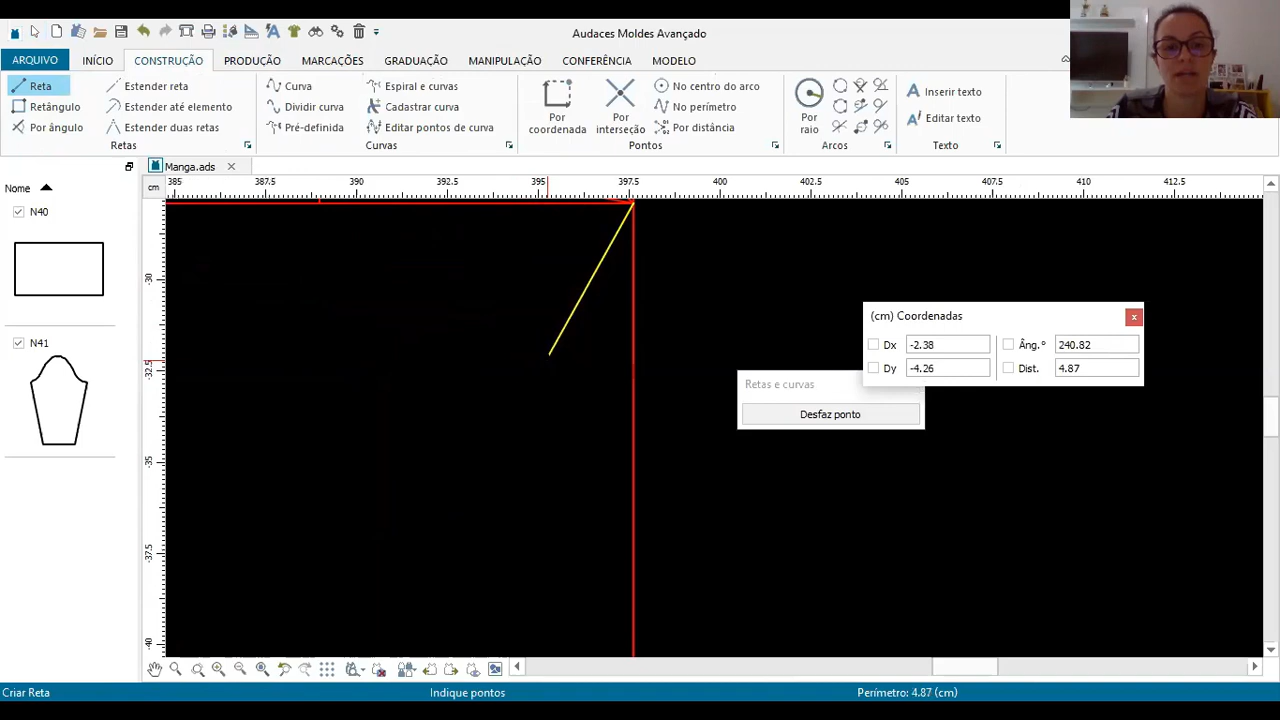 Audaces Moldes Avançado
ARQUIVO INÍCIO CONSTRUÇÃO PRODUÇÃO MARCAÇÕES GRADUAÇÃO MANIPULAÇÃO CONFERÊNCIA MODELO
Reta Estender reta Curva Espiral e curvas No centro do arco Inserir texto
Retângulo Estender até elemento Dividir curva Cadastrar curva Por coordenada Por interseção No perímetro Por raio Editar texto
Por ângulo Estender duas retas Pré-definida Editar pontos de curva Por distância
Retas Curvas Pontos Arcos Texto
Manga.ads
Nome
cm 385 387.5 390 392.5 395 397.5 400 402.5 405 407.5 410 412.5
N40
-30
(cm) Coordenadas x
Dx -2.38 Âng.° 240.82
Dy -4.26 Dist. 4.87
N41
-32.5
Retas e curvas
Desfaz ponto
-35
-37.5
-40
Criar Reta Indique pontos Perímetro: 4.87 (cm)